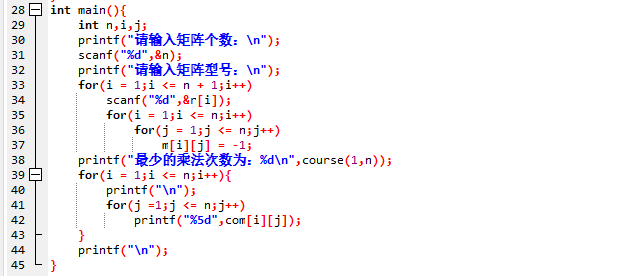 28 int main(){
29 int n,i,j;
30 printf("请输入矩阵个数：\n");
31 scanf("%d",&n);
32 printf("请输入矩阵型号：\n");
33 for(i = 1;i <= n + 1;i++)
34 scanf("%d",&r[i]);
35 for(i = 1;i <= n;i++)
36 for(j = 1;j <= n;j++)
37 m[i][j] = -1;
38 printf("最少的乘法次数为：%d\n",course(1,n));
39 for(i = 1;i <= n;i++){
40 printf("\n");
41 for(j =1;j <= n;j++)
42 printf("%5d",com[i][j]);
43 }
44 printf("\n");
45 }